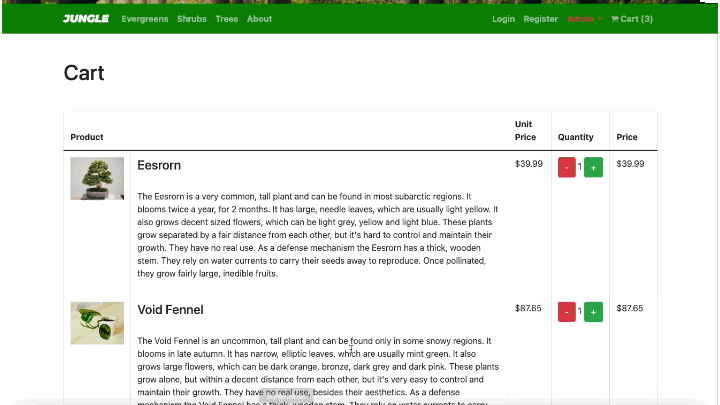 JUNGLE Evergreens Shrubs Trees About Login Register Admin Cart (3)
Cart
Product Unit Price Quantity Price
Eesrorn $39.99 - 1 + $39.99
The Eesrorn is a very common, tall plant and can be found in most subarctic regions. It
blooms twice a year, for 2 months. It has large, needle leaves, which are usually light yellow. It
also grows decent sized flowers, which can be light grey, yellow and light blue. These plants
grow separated by a fair distance from each other, but it's hard to control and maintain their
growth. They have no real use. As a defense mechanism the Eesrorn has a thick, wooden
stem. They rely on water currents to carry their seeds away to reproduce. Once pollinated,
they grow fairly large, inedible fruits.
Void Fennel $87.65 - 1 + $87.65
The Void Fennel is an uncommon, tall plant and can be found only in some snowy regions. It
blooms in late autumn. It has narrow, elliptic leaves, which are usually mint green. It also
grows large flowers, which can be dark orange, bronze, dark grey and dark pink. These plants
grow alone, but within a decent distance from each other, but it's very easy to control and
maintain their growth. They have no real use, besides their aesthetics. As a defense
mechanism the Void Fennel has a thick, wooden stem. They rely on water currents to carry